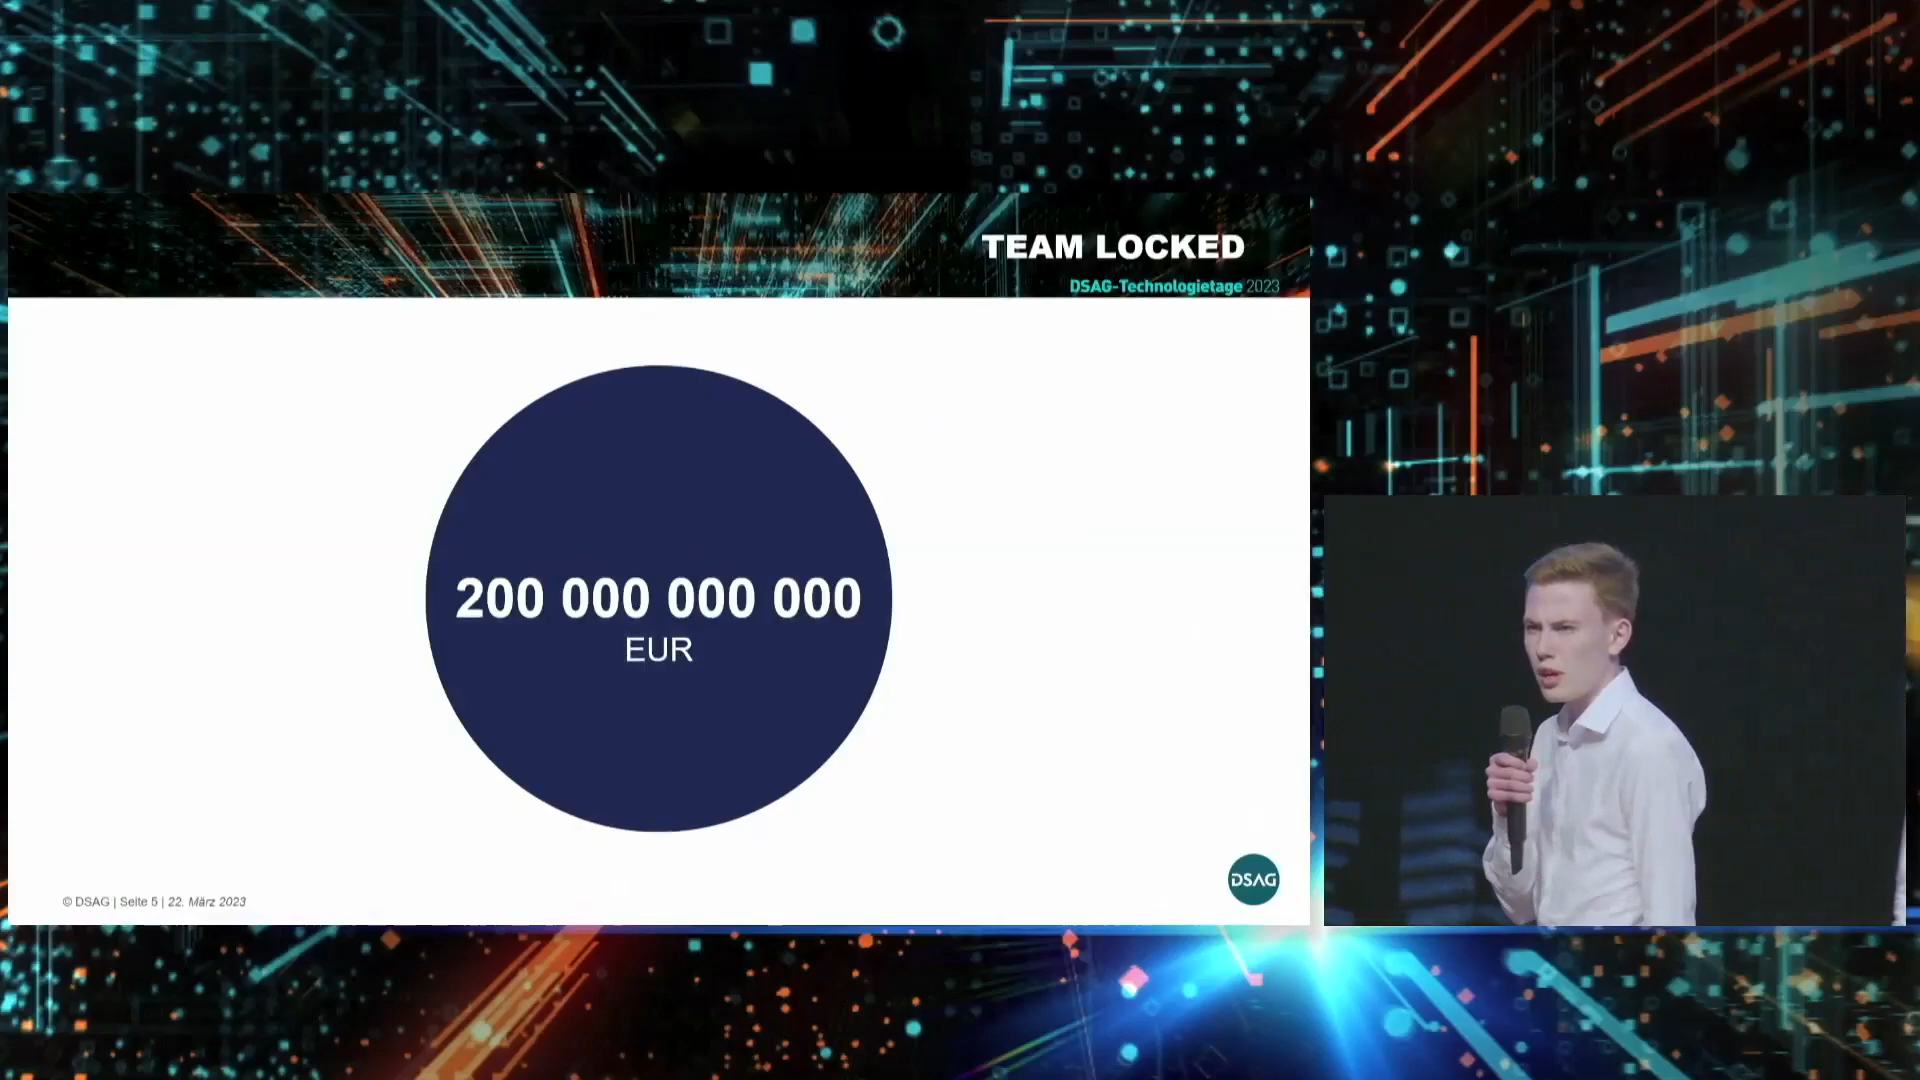 TEAM LOCKED
DSAG-Technologietage 2023
200 000 000 000
EUR
© DSAG | Seite 5 | 22. März 2023
DSAG